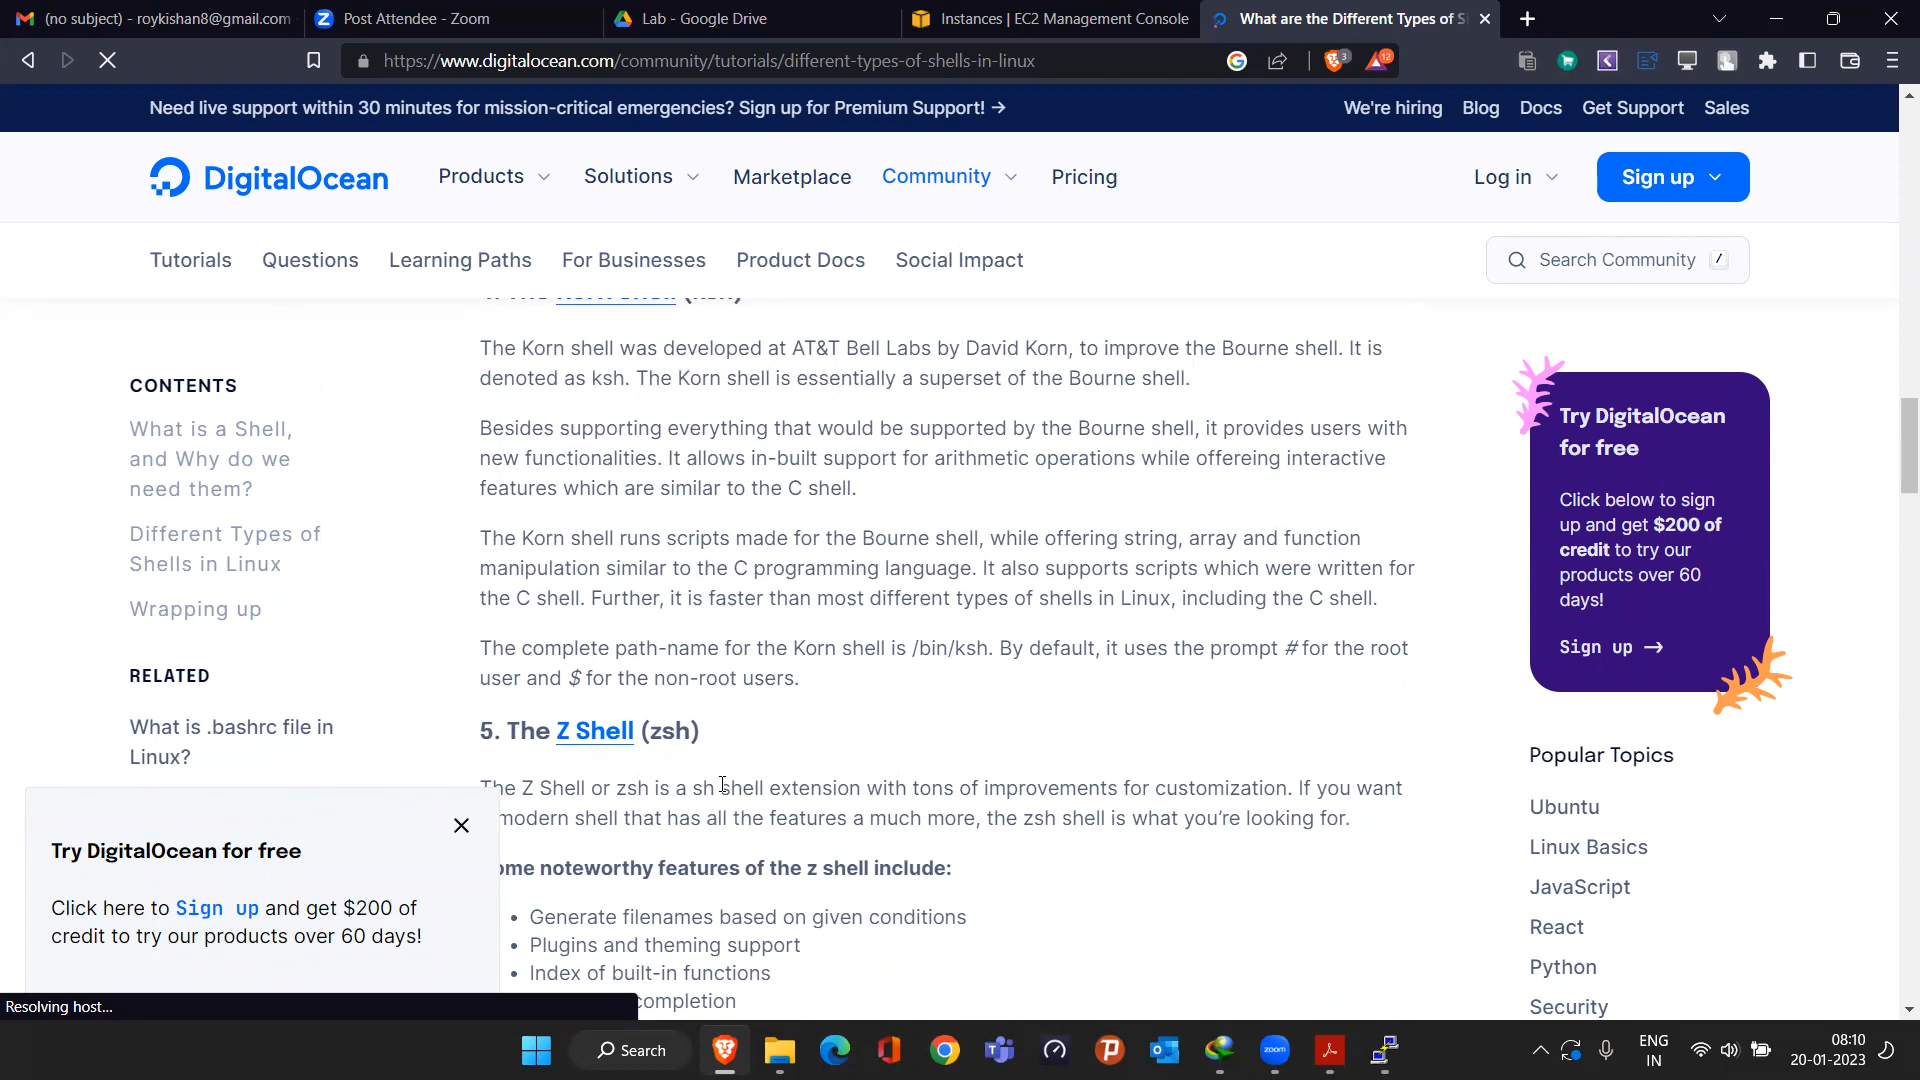 (no subject) - roykishan8@gmail.com
Post Attendee - Zoom
Lab - Google Drive
Instances | EC2 Management Console
What are the Different Types of S
https://www.digitalocean.com/community/tutorials/different-types-of-shells-in-linux
3
12
Need live support within 30 minutes for mission-critical emergencies? Sign up for Premium Support! →
We're hiring
Blog
Docs
Get Support
Sales
DigitalOcean
Products
Solutions
Marketplace
Community
Pricing
Log in
Sign up
Tutorials
Questions
Learning Paths
For Businesses
Product Docs
Social Impact
Search Community /
CONTENTS
What is a Shell,
and Why do we
need them?
Different Types of
Shells in Linux
Wrapping up
RELATED
What is .bashrc file in
Linux?
The Korn shell was developed at AT&T Bell Labs by David Korn, to improve the Bourne shell. It is
denoted as ksh. The Korn shell is essentially a superset of the Bourne shell.
Besides supporting everything that would be supported by the Bourne shell, it provides users with
new functionalities. It allows in-built support for arithmetic operations while offereing interactive
features which are similar to the C shell.
The Korn shell runs scripts made for the Bourne shell, while offering string, array and function
manipulation similar to the C programming language. It also supports scripts which were written for
the C shell. Further, it is faster than most different types of shells in Linux, including the C shell.
The complete path-name for the Korn shell is /bin/ksh. By default, it uses the prompt # for the root
user and $ for the non-root users.
5. The Z Shell (zsh)
The Z Shell or zsh is a sh shell extension with tons of improvements for customization. If you want
modern shell that has all the features a much more, the zsh shell is what you're looking for.
ome noteworthy features of the z shell include:
• Generate filenames based on given conditions
• Plugins and theming support
• Index of built-in functions
completion
Try DigitalOcean
for free
Click below to sign
up and get $200 of
credit to try our
products over 60
days!
Sign up →
Popular Topics
Ubuntu
Linux Basics
JavaScript
React
Python
Security
Try DigitalOcean for free
Click here to Sign up and get $200 of
credit to try our products over 60 days!
Resolving host...
Search
zoom
ENG
IN
08:10
20-01-2023